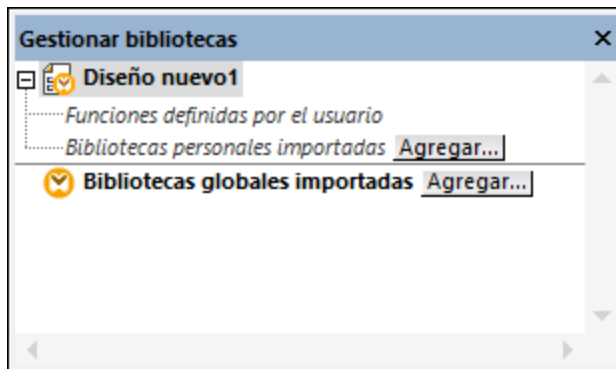 Gestionar bibliotecas
Diseño nuevo1
Funciones definidas por el usuario
Bibliotecas personales importadas Agregar...
Bibliotecas globales importadas Agregar...